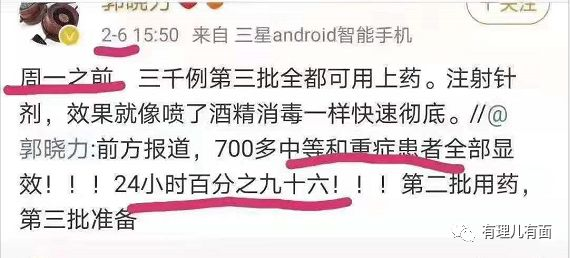 郭晓力
+关注
2-6 15:50 来自 三星android智能手机
周一之前，三千例第三批全都可用上药。注射针
剂，效果就像喷了酒精消毒一样快速彻底。//@
郭晓力:前方报道，700多中等和重症患者全部显
效！！！24小时百分之九十六！！！第二批用药，
第三批准备
有理儿有面